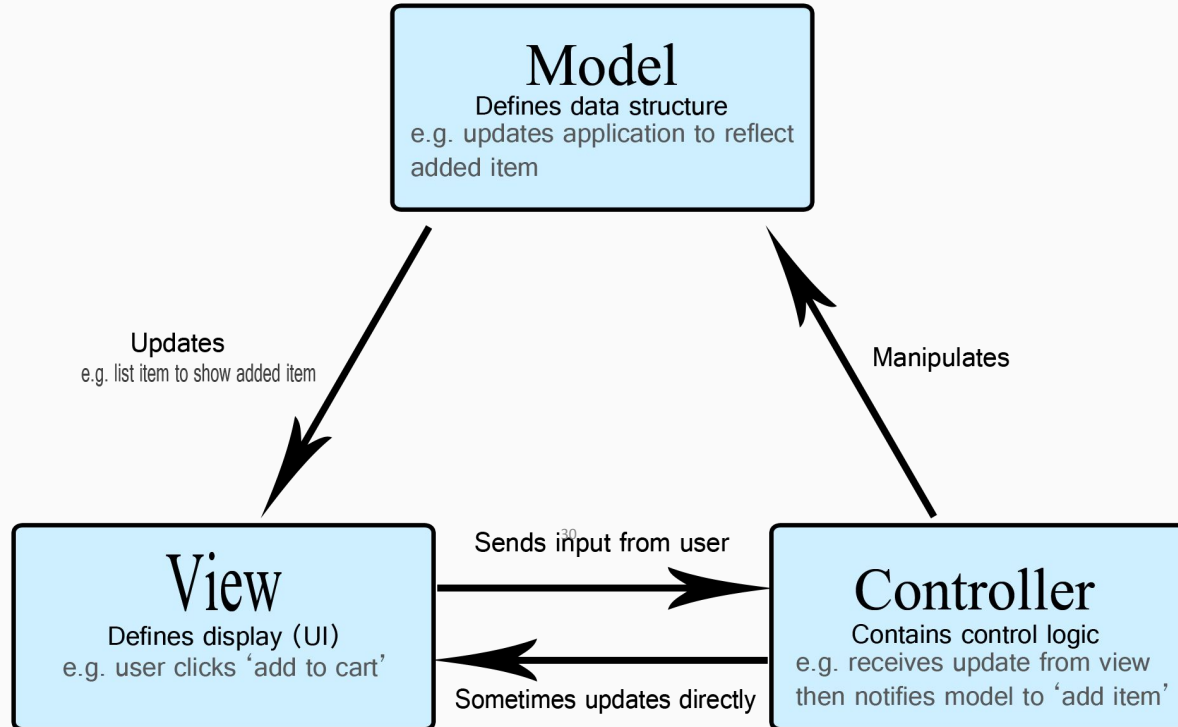 Model
Defines data structure
e.g. updates application to reflect
added item
Updates
e.g. list item to show added item
Manipulates
30
Sends input from user
View
Defines display (UI)
e.g. user clicks ‘add to cart’
Sometimes updates directly
Controller
Contains control logic
e.g. receives update from view
then notifies model to ‘add item’